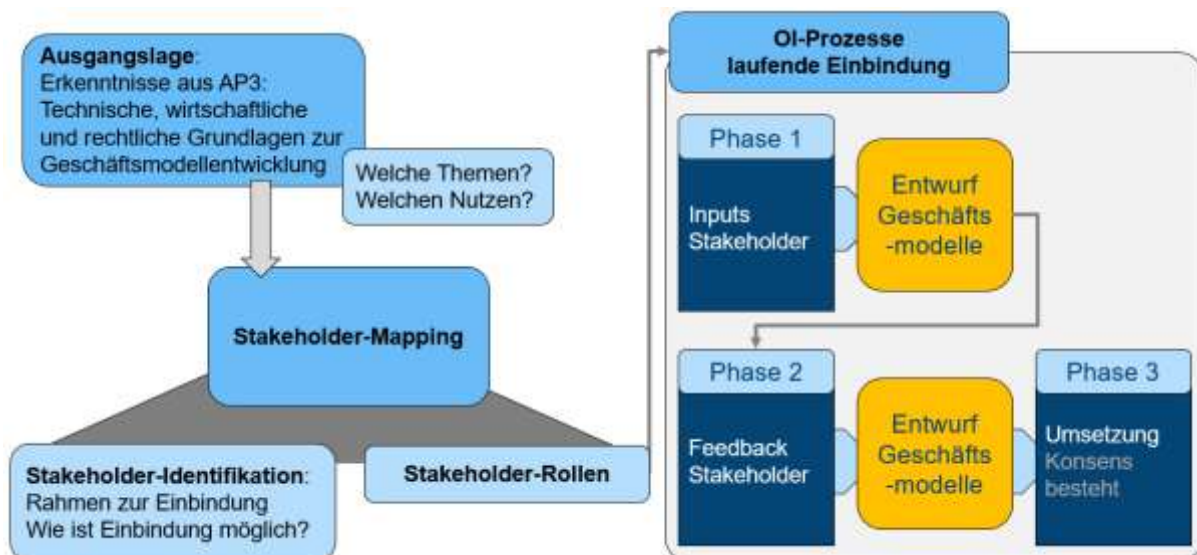 Ausgangslage:
Erkenntnisse aus AP3:
Technische, wirtschaftliche
und rechtliche Grundlagen zur
Geschäftsmodellentwicklung
Welche Themen?
Welchen Nutzen?
Stakeholder-Mapping
Stakeholder-Identifikation:
Rahmen zur Einbindung
Wie ist Einbindung möglich?
Stakeholder-Rollen
OI-Prozesse
laufende Einbindung
Phase 1
Inputs
Stakeholder
Entwurf
Geschäfts
-modelle
Phase 2
Feedback
Stakeholder
Entwurf
Geschäfts
-modelle
Phase 3
Umsetzung
Konsens
besteht